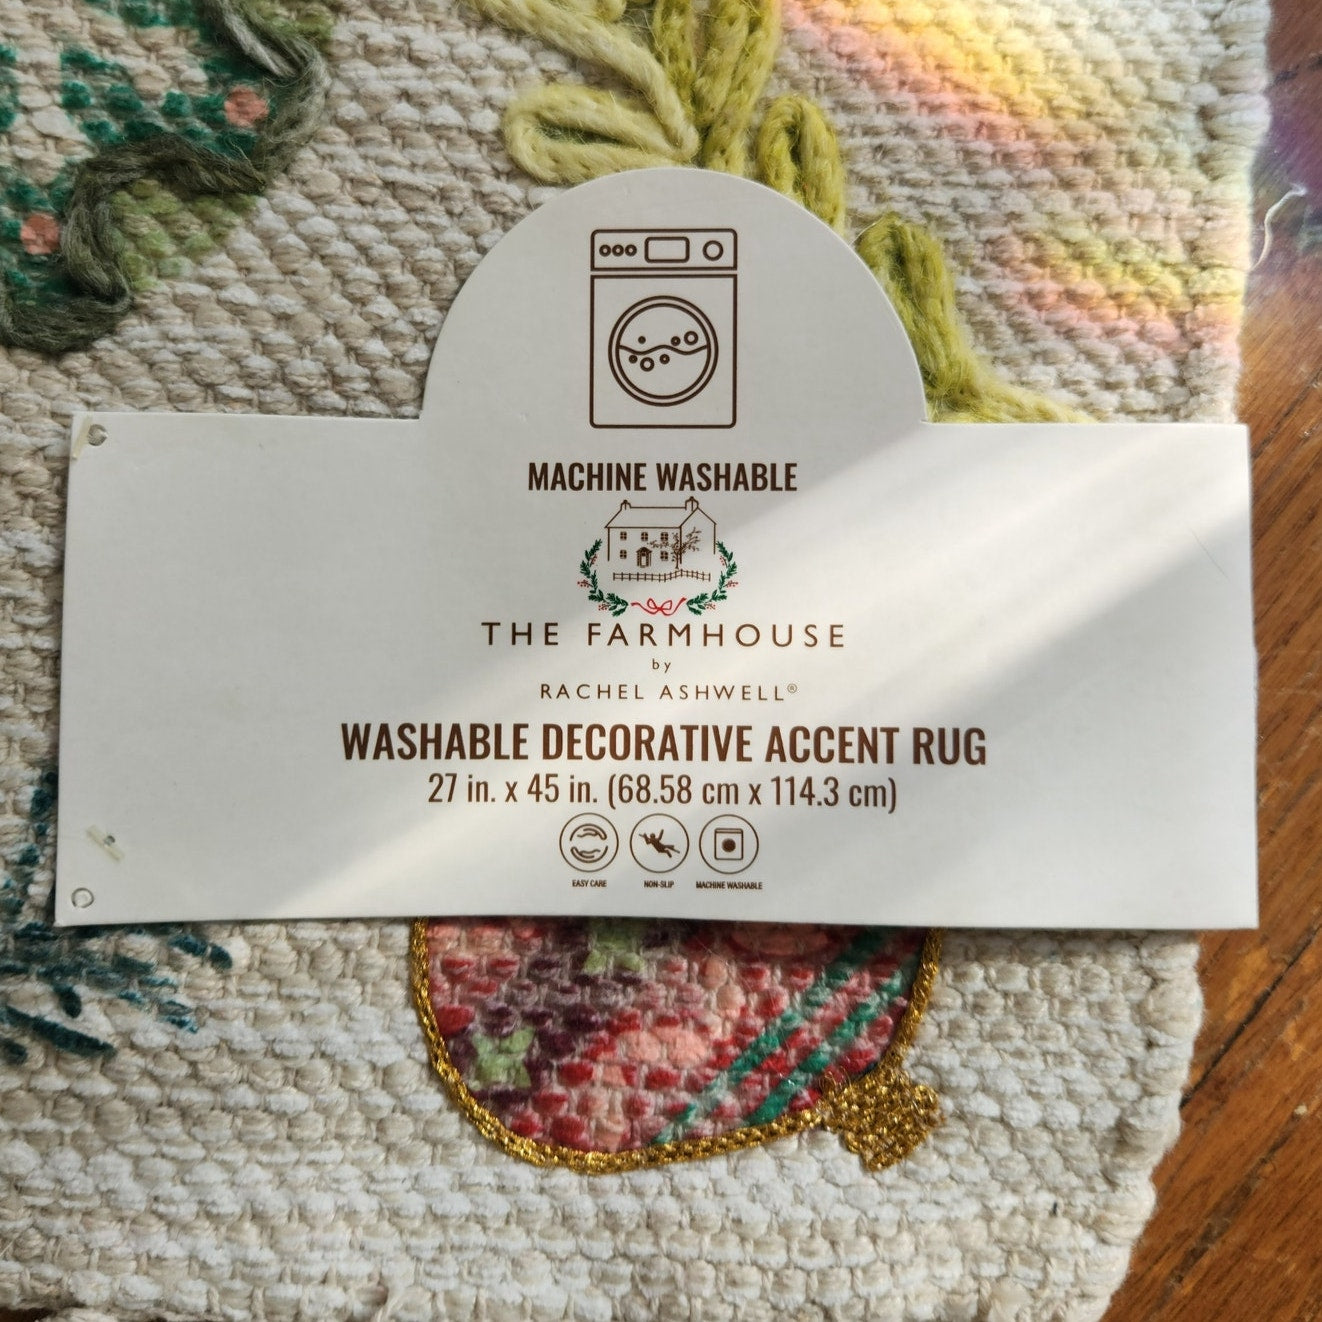 MACHINE WASHABLE
THE FARMHOUSE
by
RACHEL ASHWELL®
WASHABLE DECORATIVE ACCENT RUG
27 in. x 45 in. (68.58 cm x 114.3 cm)
EASY CARE NON-SLIP MACHINE WASHABLE